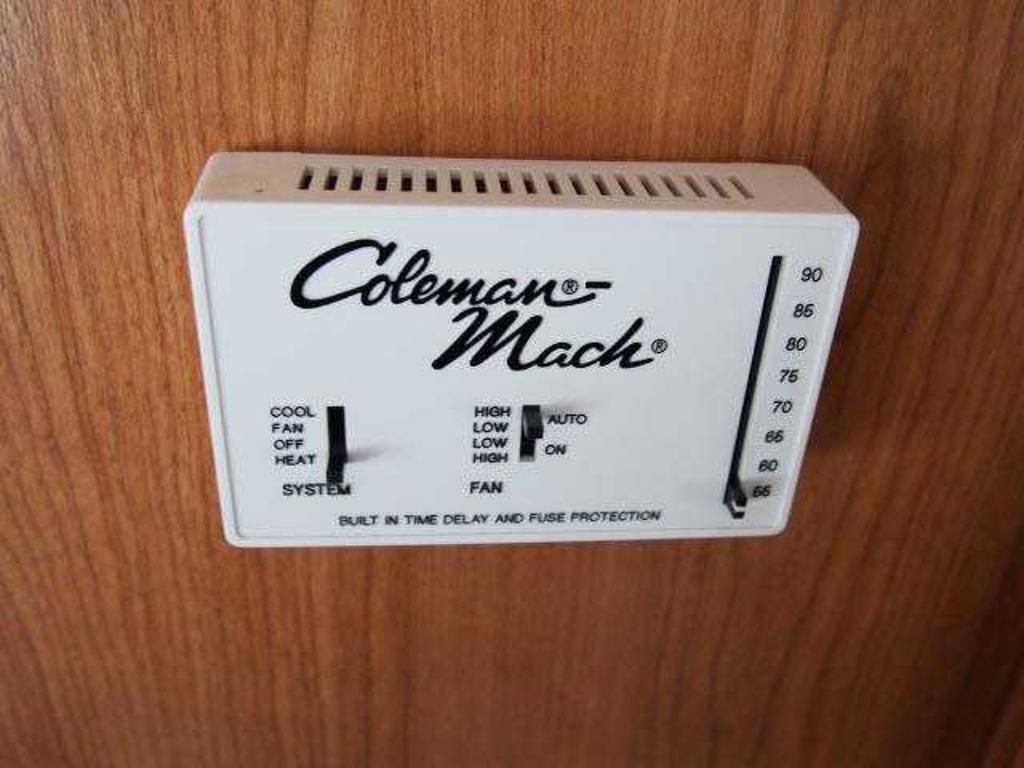 Coleman®-
Mach®
90
85
80
75
70
65
60
55
COOL
FAN
OFF
HEAT
SYSTEM
HIGH
LOW
LOW
HIGH
AUTO
ON
FAN
BUILT IN TIME DELAY AND FUSE PROTECTION